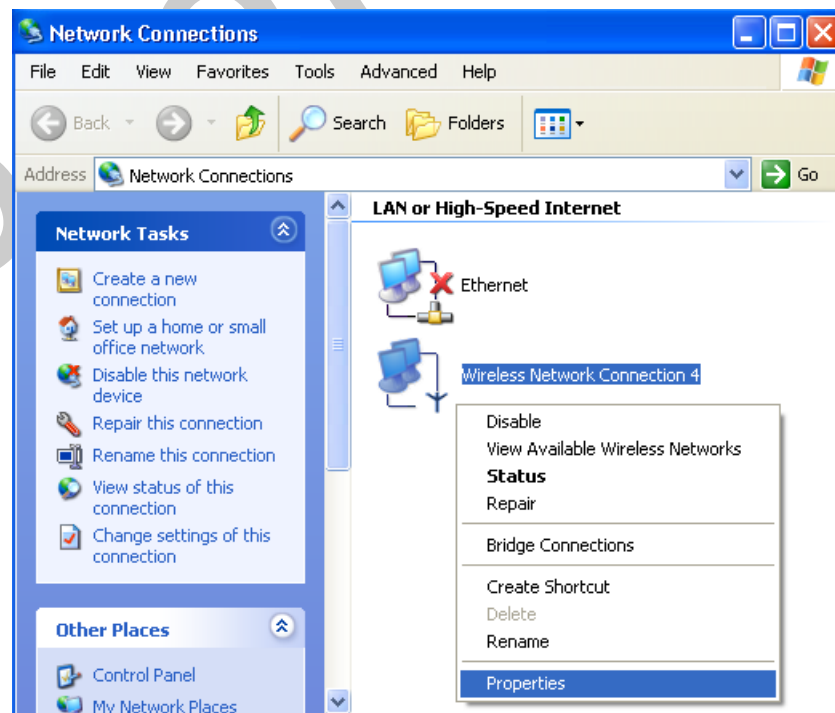 Network Connections
File Edit View Favorites Tools Advanced Help
Back Search Folders
Address Network Connections Go
Network Tasks
Create a new
connection
Set up a home or small
office network
Disable this network
device
Repair this connection
Rename this connection
View status of this
connection
Change settings of this
connection
Other Places
Control Panel
My Network Places
LAN or High-Speed Internet
Ethernet
Wireless Network Connection 4
Disable
View Available Wireless Networks
Status
Repair
Bridge Connections
Create Shortcut
Delete
Rename
Properties